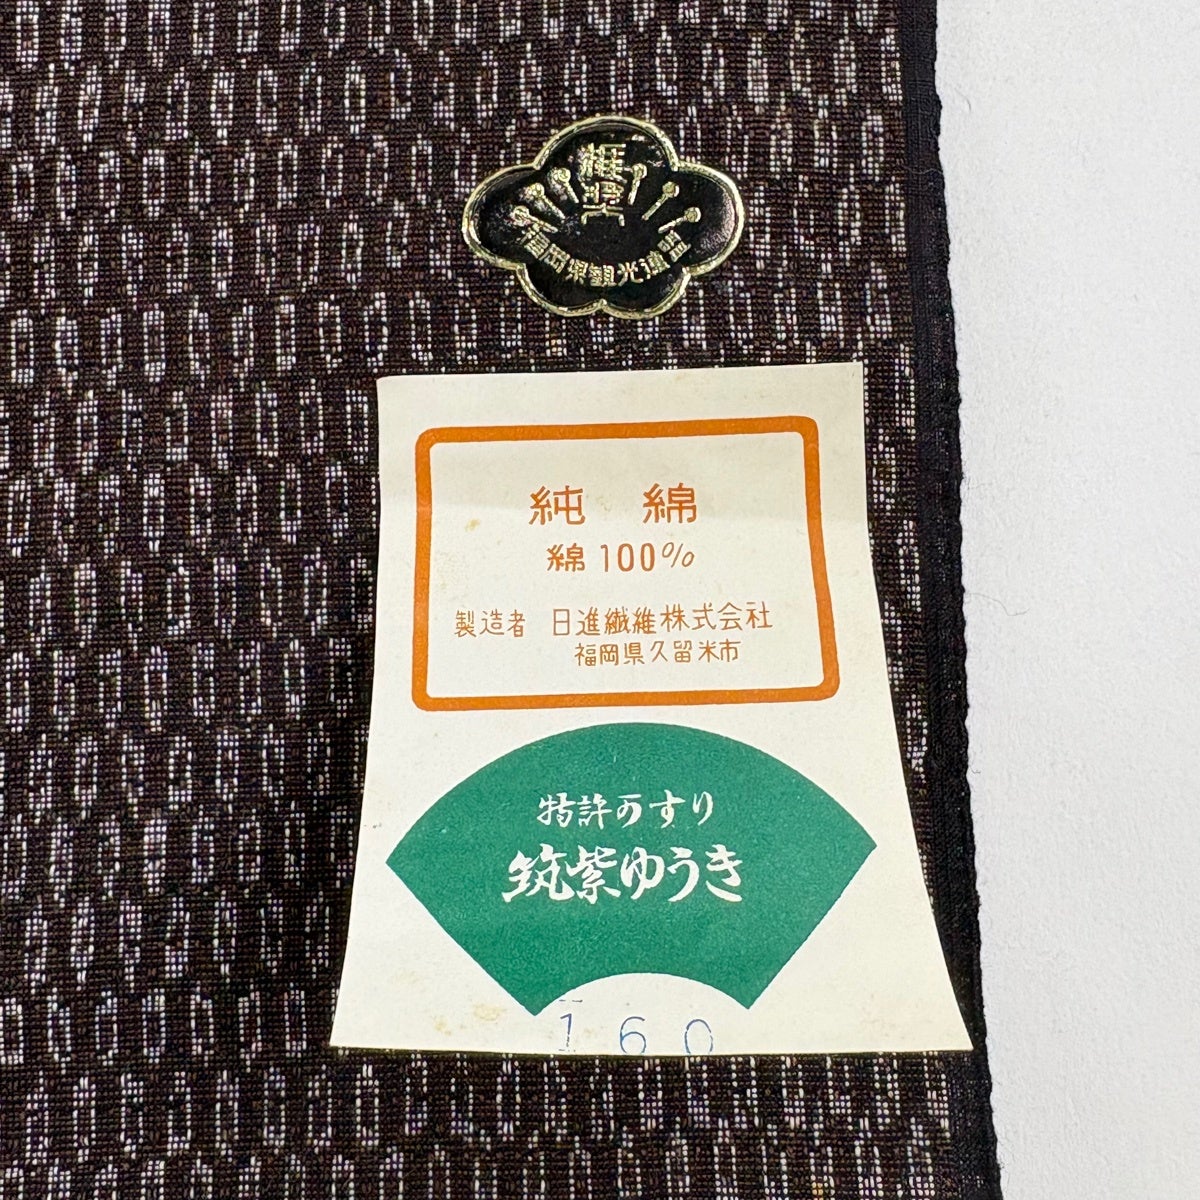 推奨
福岡県観光連盟
純綿
綿100%
製造者 日進繊維株式会社
福岡県久留米市
特許かすり
筑紫ゆうき
160